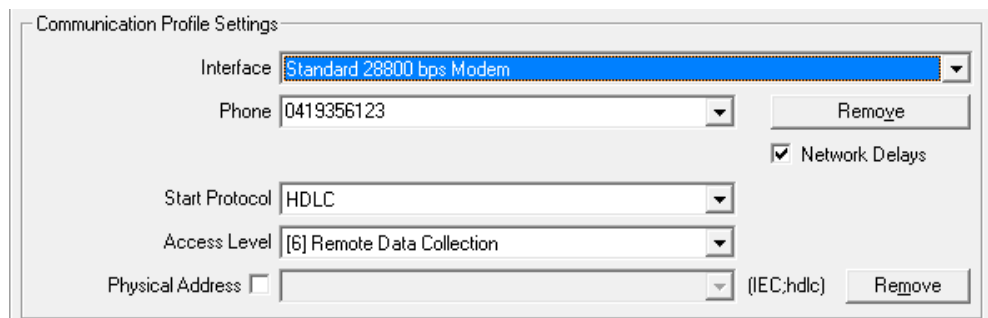 Communication Profile Settings
Interface Standard 28800 bps Modem
Phone 0419356123 Remove
Network Delays
Start Protocol HDLC
Access Level [6] Remote Data Collection
Physical Address (IEC;hdlc) Remove